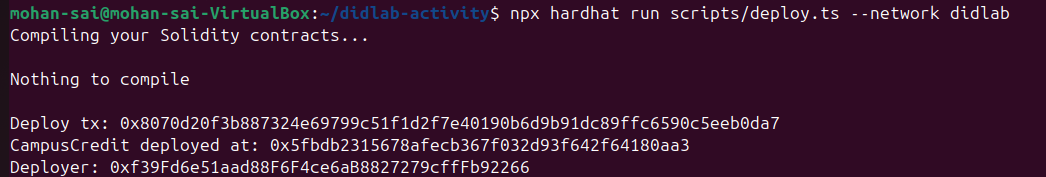 mohan-sai@mohan-sai-VirtualBox:~/didlab-activity$ npx hardhat run scripts/deploy.ts --network didlab
Compiling your Solidity contracts...
Nothing to compile
Deploy tx: 0x8070d20f3b887324e69799c51f1d2f7e40190b6d9b91dc89ffc6590c5eeb0da7
CampusCredit deployed at: 0x5fbdb2315678afecb367f032d93f642f64180aa3
Deployer: 0xf39Fd6e51aad88F6F4ce6aB8827279cffFb92266